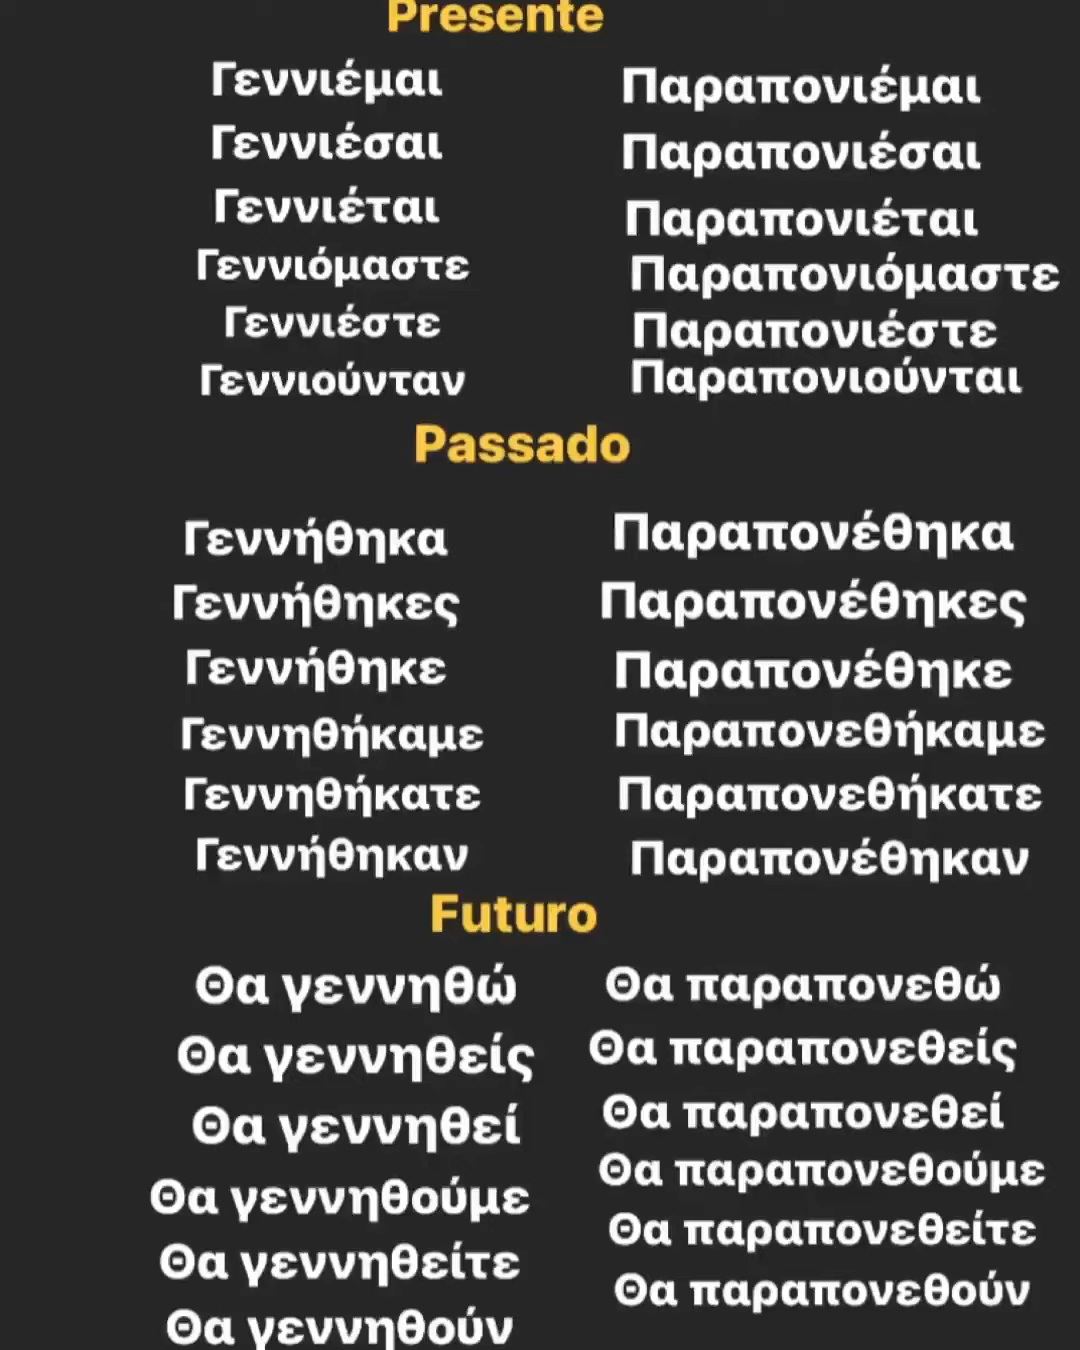 Presente
Γεννιέμαι Παραπονιέμαι
Γεννιέσαι Παραπονιέσαι
Γεννιέται Παραπονιέται
Γεννιόμαστε Παραπονιόμαστε
Γεννιέστε Παραπονιέστε
Γεννιούνταν Παραπονιούνται
Passado
Γεννήθηκα Παραπονέθηκα
Γεννήθηκες Παραπονέθηκες
Γεννήθηκε Παραπονέθηκε
Γεννηθήκαμε Παραπονεθήκαμε
Γεννηθήκατε Παραπονεθήκατε
Γεννήθηκαν Παραπονέθηκαν
Futuro
Θα γεννηθώ Θα παραπονεθώ
Θα γεννηθείς Θα παραπονεθείς
Θα γεννηθεί Θα παραπονεθεί
Θα γεννηθούμε Θα παραπονεθούμε
Θα γεννηθείτε Θα παραπονεθείτε
Θα γεννηθούν Θα παραπονεθούν